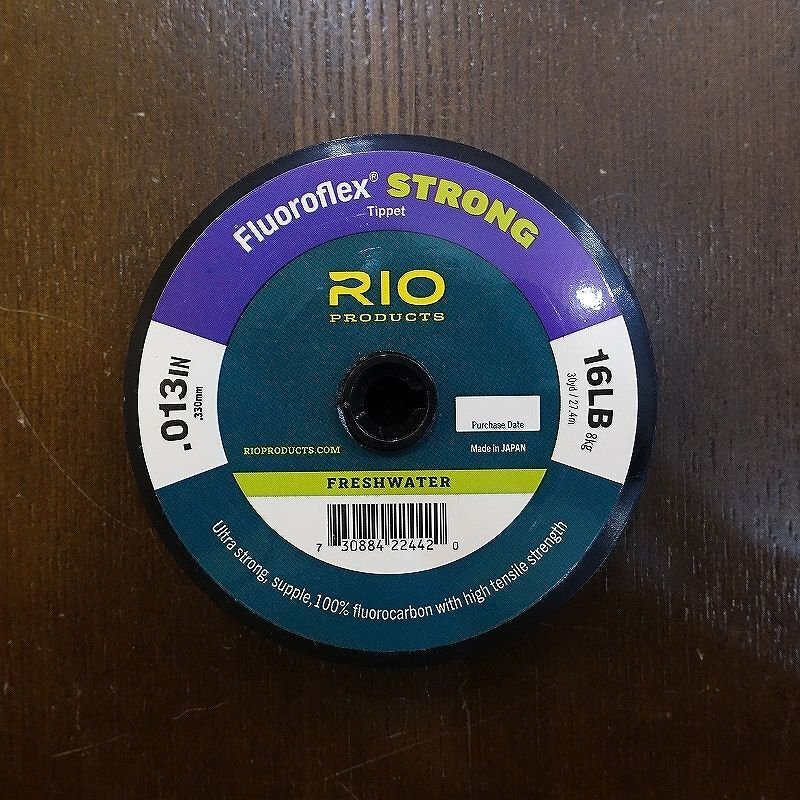 Fluoroflex® STRONG
Tippet
RIO
PRODUCTS
.013IN
.330mm
16LB
8kg
30yd / 27.4m
Purchase Date
RIOPRODUCTS.COM
Made in JAPAN
FRESHWATER
7 30884 22442 0
Ultra strong, supple, 100% fluorocarbon with high tensile strength